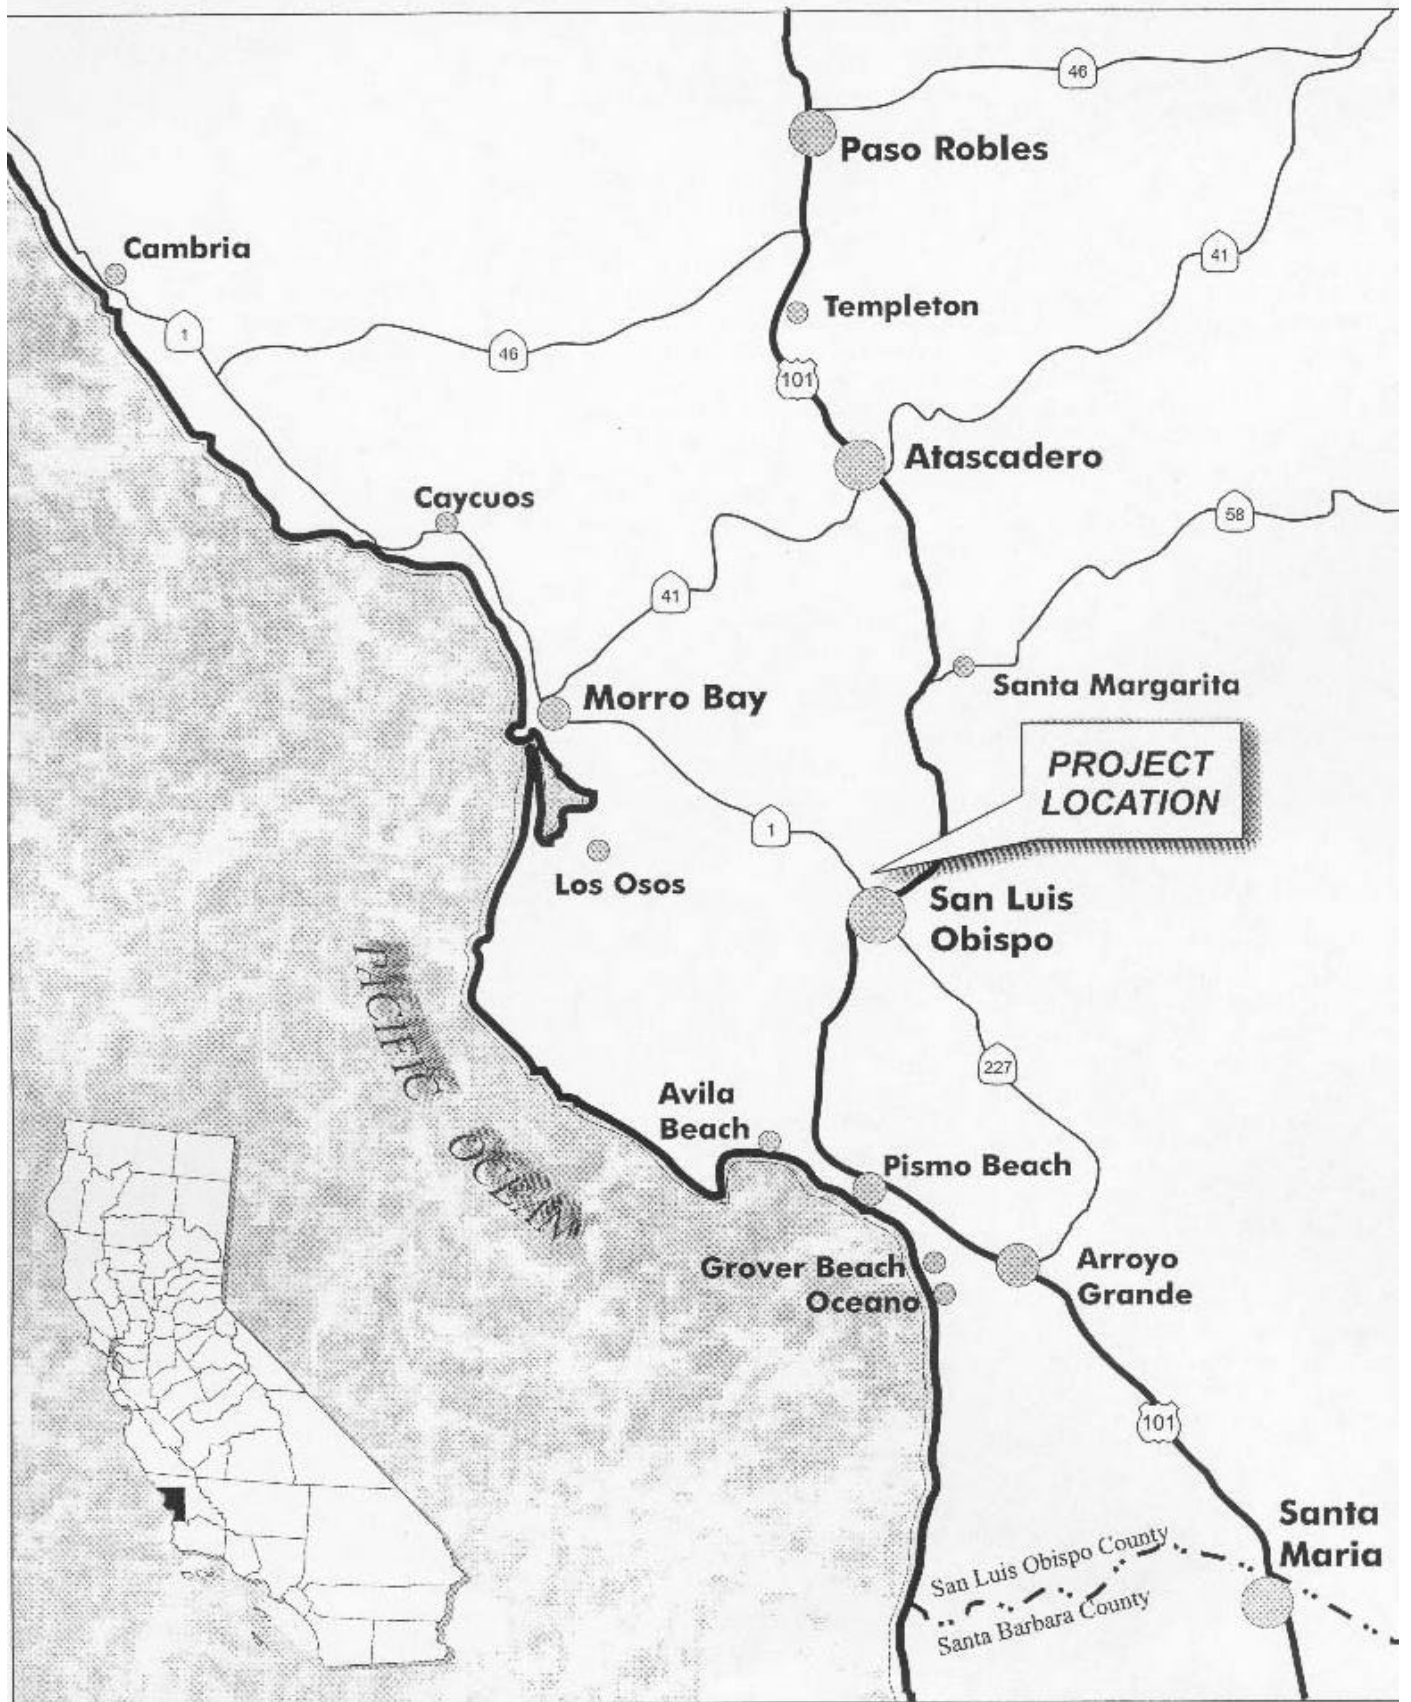 46
Paso Robles
Cambria
41
Templeton
1
46
101
Atascadero
Caycuos
58
41
Santa Margarita
Morro Bay
PROJECT
LOCATION
1
Los Osos
San Luis
Obispo
PACIFIC
OCEAN
227
Avila
Beach
Pismo Beach
Grover Beach
Arroyo
Grande
Oceano
101
Santa
Maria
San Luis Obispo County
Santa Barbara County